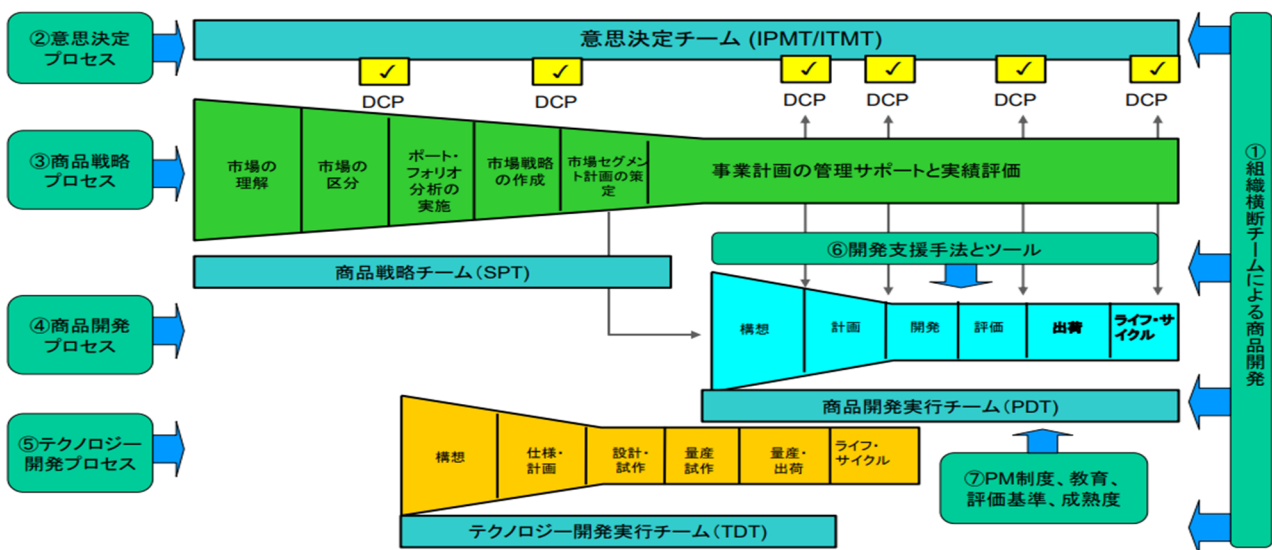 ②意思決定
プロセス
意思決定チーム (IPMT/ITMT)
✓
✓
✓
✓
✓
✓
DCP
DCP
DCP
DCP
DCP
DCP
①組織横断チームによる商品開発
③商品戦略
プロセス
市場の
理解
市場の
区分
ポート・
フォリオ
分析の
実施
市場戦略
の作成
市場セグメン
ト計画の策
定
事業計画の管理サポートと実績評価
⑥開発支援手法とツール
商品戦略チーム(SPT)
④商品開発
プロセス
構想
計画
開発
評価
出荷
ライフ・サ
イクル
商品開発実行チーム(PDT)
⑤テクノロジー
開発プロセス
構想
仕様・
計画
設計・
試作
量産
試作
量産・
出荷
ライフ・
サイクル
⑦PM制度、教育、
評価基準、成熟度
テクノロジー開発実行チーム(TDT)